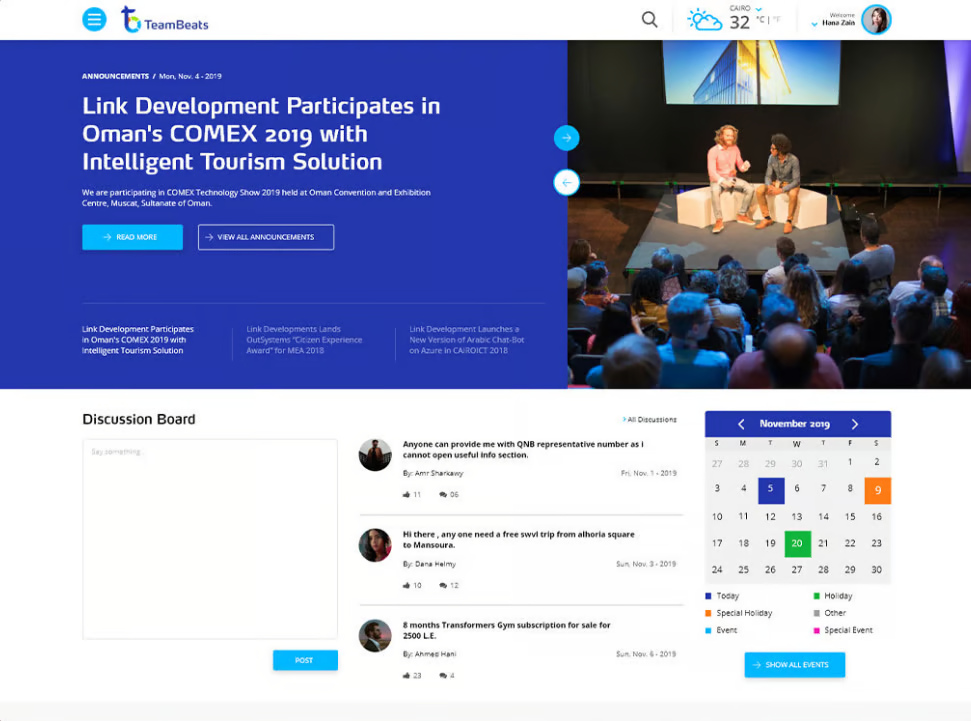 TeamBeats
CAIRO
32 °C | °F
Welcome
Hana Zain
ANNOUNCEMENTS / Mon, Nov. 4 - 2019
Link Development Participates in
Oman's COMEX 2019 with
Intelligent Tourism Solution
We are participating in COMEX Technology Show 2019 held at Oman Convention and Exhibition
Centre, Muscat, Sultanate of Oman.
READ MORE
VIEW ALL ANNOUNCEMENTS
Link Development Participates
in Oman's COMEX 2019 with
Intelligent Tourism Solution
Link Developments Lands
OutSystems "Citizen Experience
Award" for MEA 2018
Link Development Launches a
New Version of Arabic Chat-Bot
on Azure in CAIROICT 2018
Discussion Board
Say something...
POST
All Discussions
Anyone can provide me with QNB representative number as i
cannot open useful info section.
By: Amr Sharkawy
Fri, Nov. 1 - 2019
11 06
Hi there , any one need a free swvl trip from alhoria square
to Mansoura.
By: Dana Helmy
Sun, Nov. 3 - 2019
10 12
8 months Transformers Gym subscription for sale for
2500 L.E.
By: Ahmed Hani
Sun, Nov. 6 - 2019
23 4
November 2019
S M T W T F S
27 28 29 30 31 1 2
3 4 5 6 7 8 9
10 11 12 13 14 15 16
17 18 19 20 21 22 23
24 25 26 27 28 29 30
Today
Holiday
Special Holiday
Other
Event
Special Event
SHOW ALL EVENTS